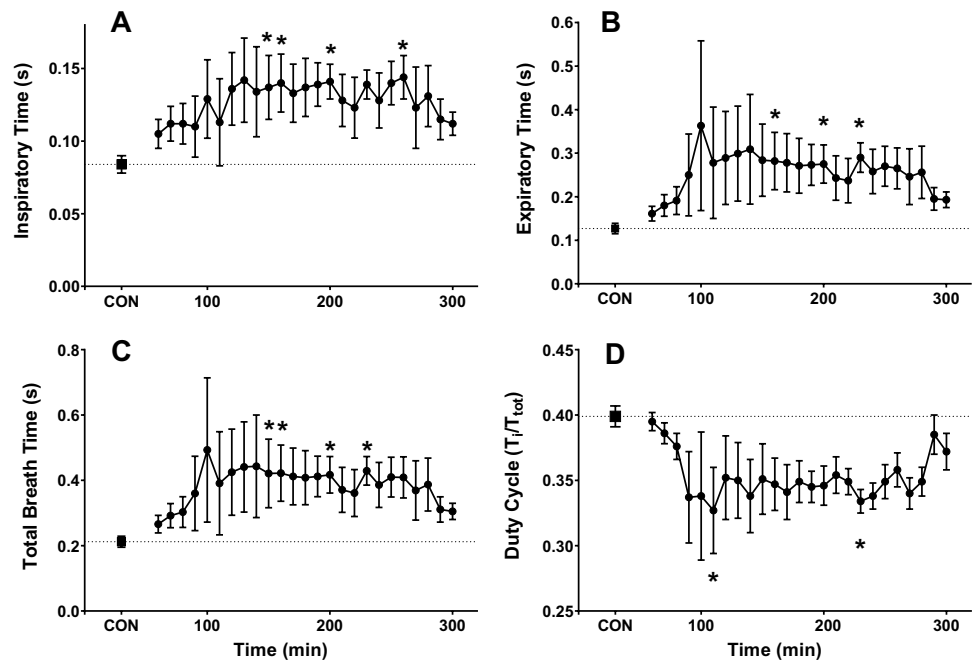 A
Inspiratory Time (s)
0.15
0.10
0.05
0.00
* * * *
CON 100 200 300
B
Expiratory Time (s)
0.6
0.5
0.4
0.3
0.2
0.1
0.0
* * *
CON 100 200 300
C
Total Breath Time (s)
0.8
0.6
0.4
0.2
0.0
* * * *
CON 100 200 300
Time (min)
D
Duty Cycle (Ti/Ttot)
0.45
0.40
0.35
0.30
0.25
* *
CON 100 200 300
Time (min)